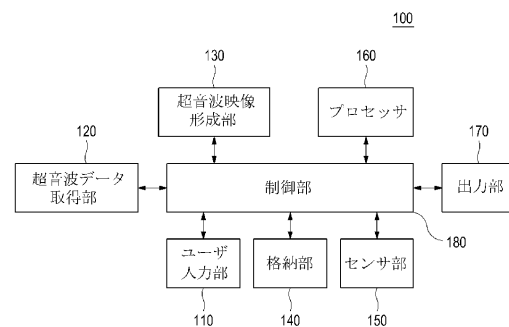 100
130
160
超音波映像
形成部
プロセッサ
120
170
超音波データ
取得部
制御部
出力部
180
ユーザ
人力部
格納部
センサ部
110
140
150